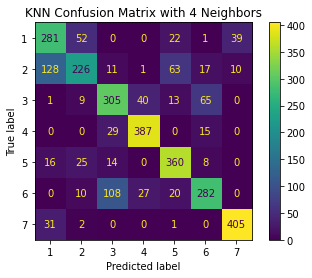 KNN Confusion Matrix with 4 Neighbors
True label
1 281 52 0 0 22 1 39
2 128 226 11 1 63 17 10
3 1 9 305 40 13 65 0
4 0 0 29 387 0 15 0
5 16 25 14 0 360 8 0
6 0 10 108 27 20 282 0
7 31 2 0 0 1 0 405
1 2 3 4 5 6 7
Predicted label
400
350
300
250
200
150
100
50
0